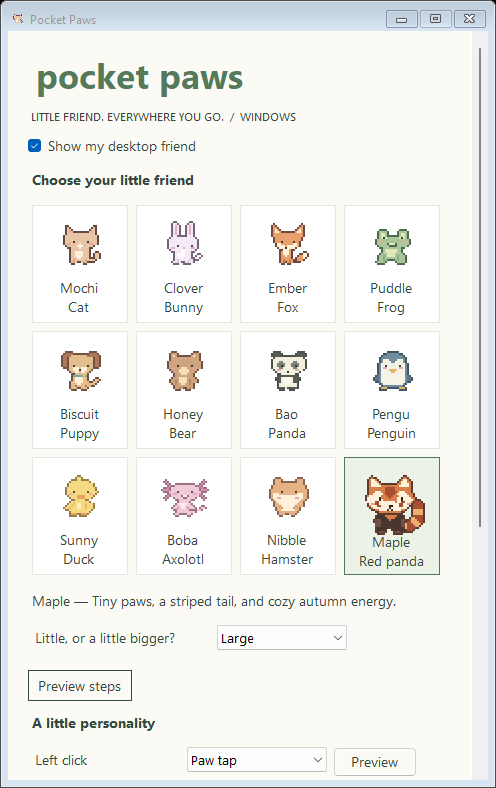 Pocket Paws
pocket paws
LITTLE FRIEND. EVERYWHERE YOU GO. / WINDOWS
Show my desktop friend
Choose your little friend
Mochi
Cat
Clover
Bunny
Ember
Fox
Puddle
Frog
Biscuit
Puppy
Honey
Bear
Bao
Panda
Pengu
Penguin
Sunny
Duck
Boba
Axolotl
Nibble
Hamster
Maple
Red panda
Maple — Tiny paws, a striped tail, and cozy autumn energy.
Little, or a little bigger? Large
Preview steps
A little personality
Left click Paw tap Preview